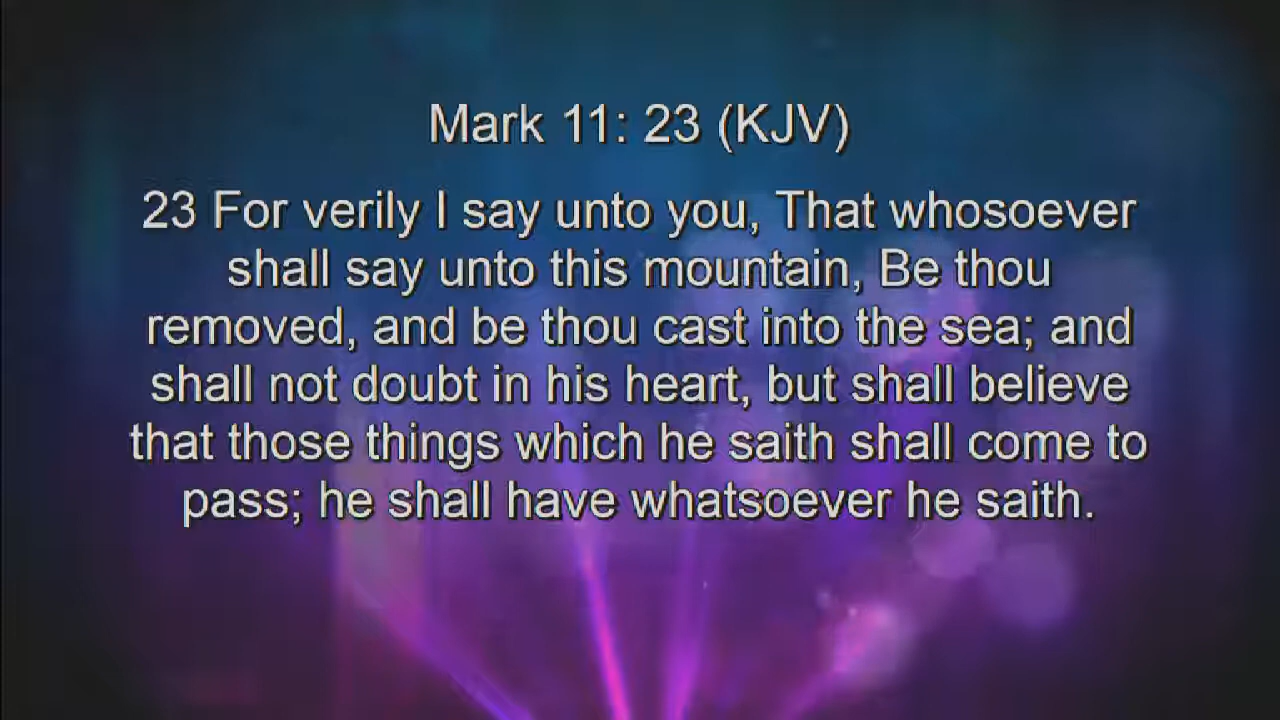 Mark 11: 23 (KJV)
23 For verily I say unto you, That whosoever
shall say unto this mountain, Be thou
removed, and be thou cast into the sea; and
shall not doubt in his heart, but shall believe
that those things which he saith shall come to
pass; he shall have whatsoever he saith.